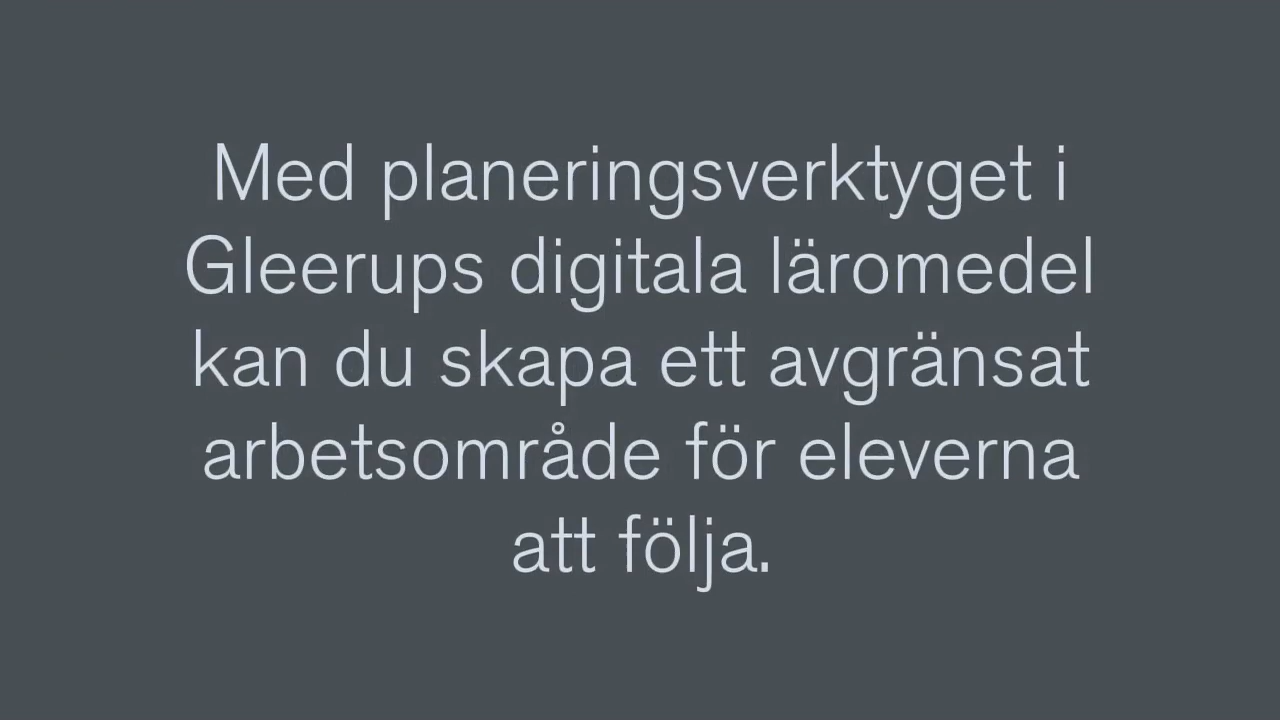 Med planeringsverktyget i
Gleerups digitala läromedel
kan du skapa ett avgränsat
arbetsområde för eleverna
att följa.